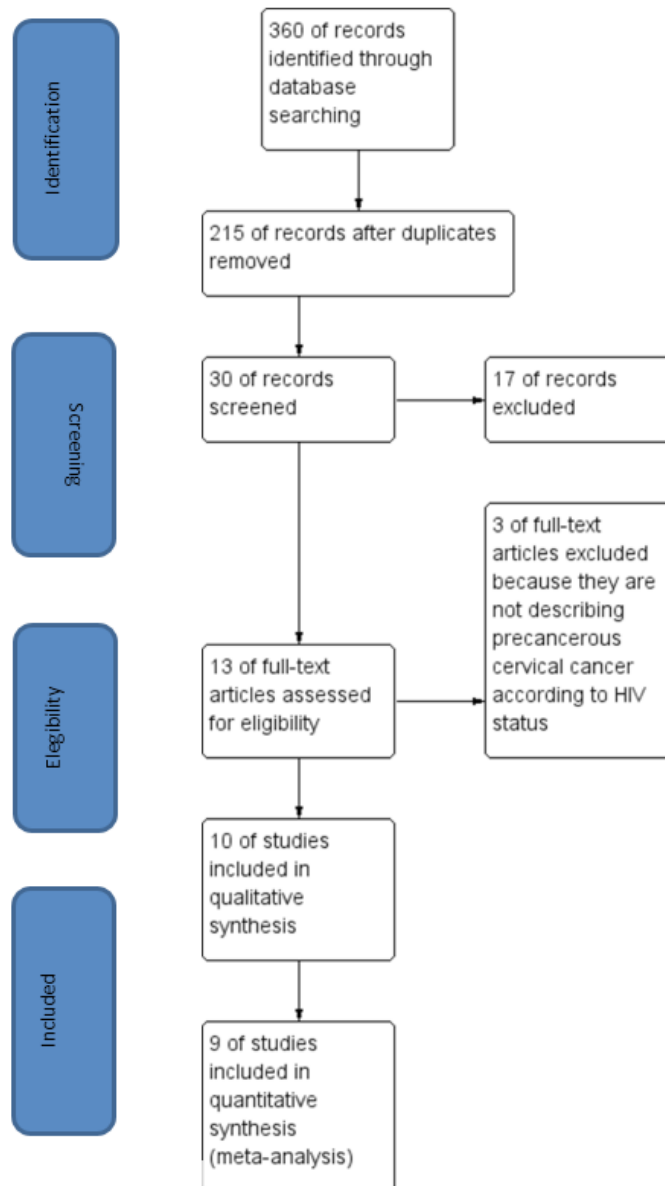 Identification
360 of records
identified through
database
searching
215 of records after duplicates
removed
Screening
30 of records
screened
17 of records
excluded
3 of full-text
articles excluded
because they are
not describing
precancerous
cervical cancer
according to HIV
status
Elegibility
13 of full-text
articles assessed
for eligibility
10 of studies
included in
qualitative
synthesis
Included
9 of studies
included in
quantitative
synthesis
(meta-analysis)